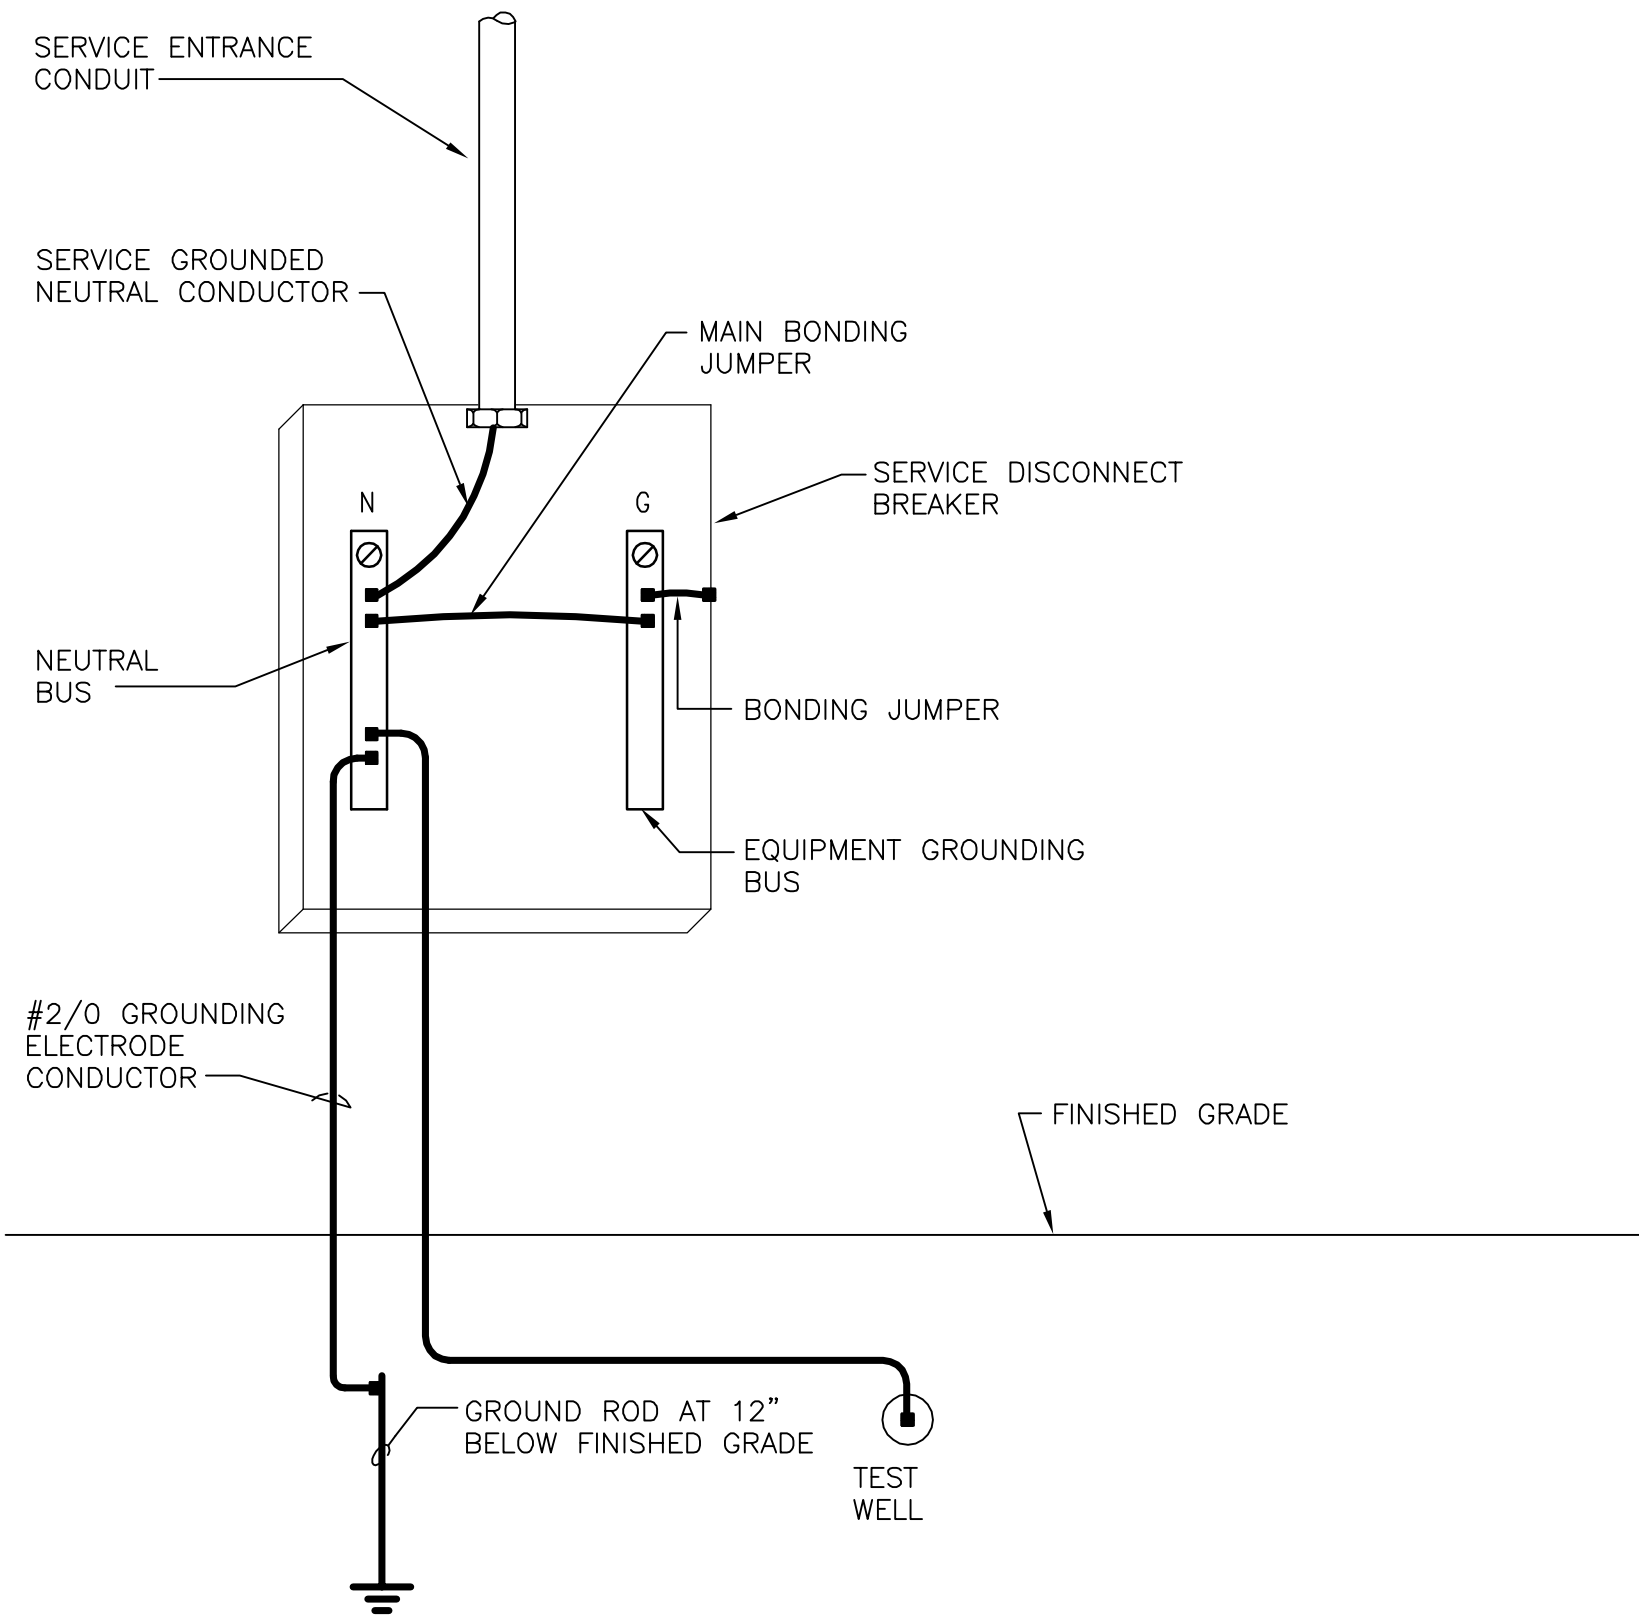 SERVICE ENTRANCE
CONDUIT
SERVICE GROUNDED
NEUTRAL CONDUCTOR
MAIN BONDING
JUMPER
SERVICE DISCONNECT
BREAKER
N
G
NEUTRAL
BUS
BONDING JUMPER
EQUIPMENT GROUNDING
BUS
#2/0 GROUNDING
ELECTRODE
CONDUCTOR
FINISHED GRADE
GROUND ROD AT 12"
BELOW FINISHED GRADE
TEST
WELL